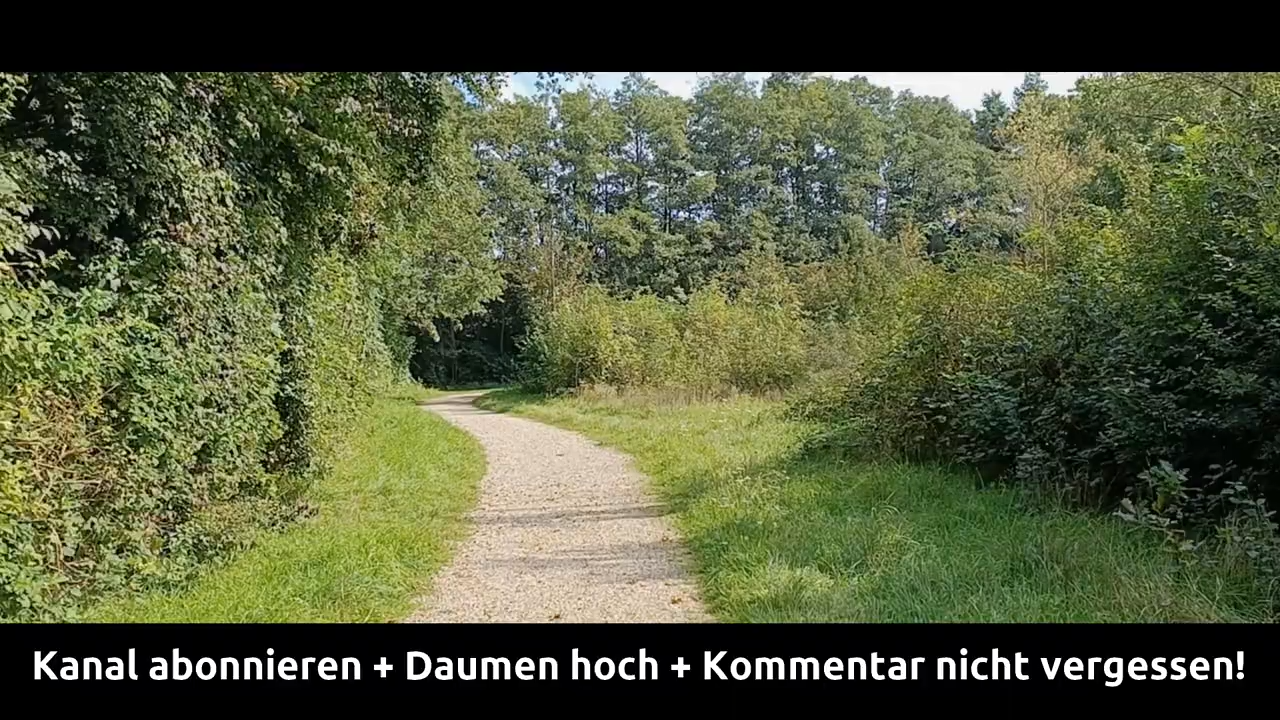 Kanal abonnieren + Daumen hoch + Kommentar nicht vergessen!